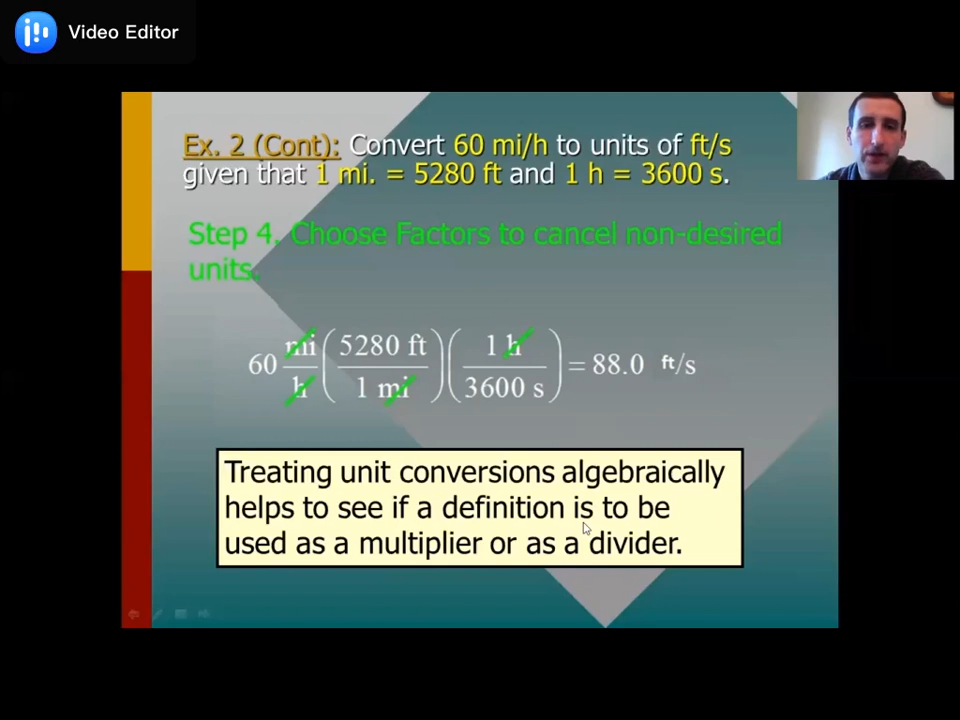 Video Editor
Ex. 2 (Cont): Convert 60 mi/h to units of ft/s
given that 1 mi. = 5280 ft and 1 h = 3600 s.
Step 4. Choose Factors to cancel non-desired
units.
60 mi/h (5280 ft / 1 mi) (1 h / 3600 s) = 88.0 ft/s
Treating unit conversions algebraically
helps to see if a definition is to be
used as a multiplier or as a divider.